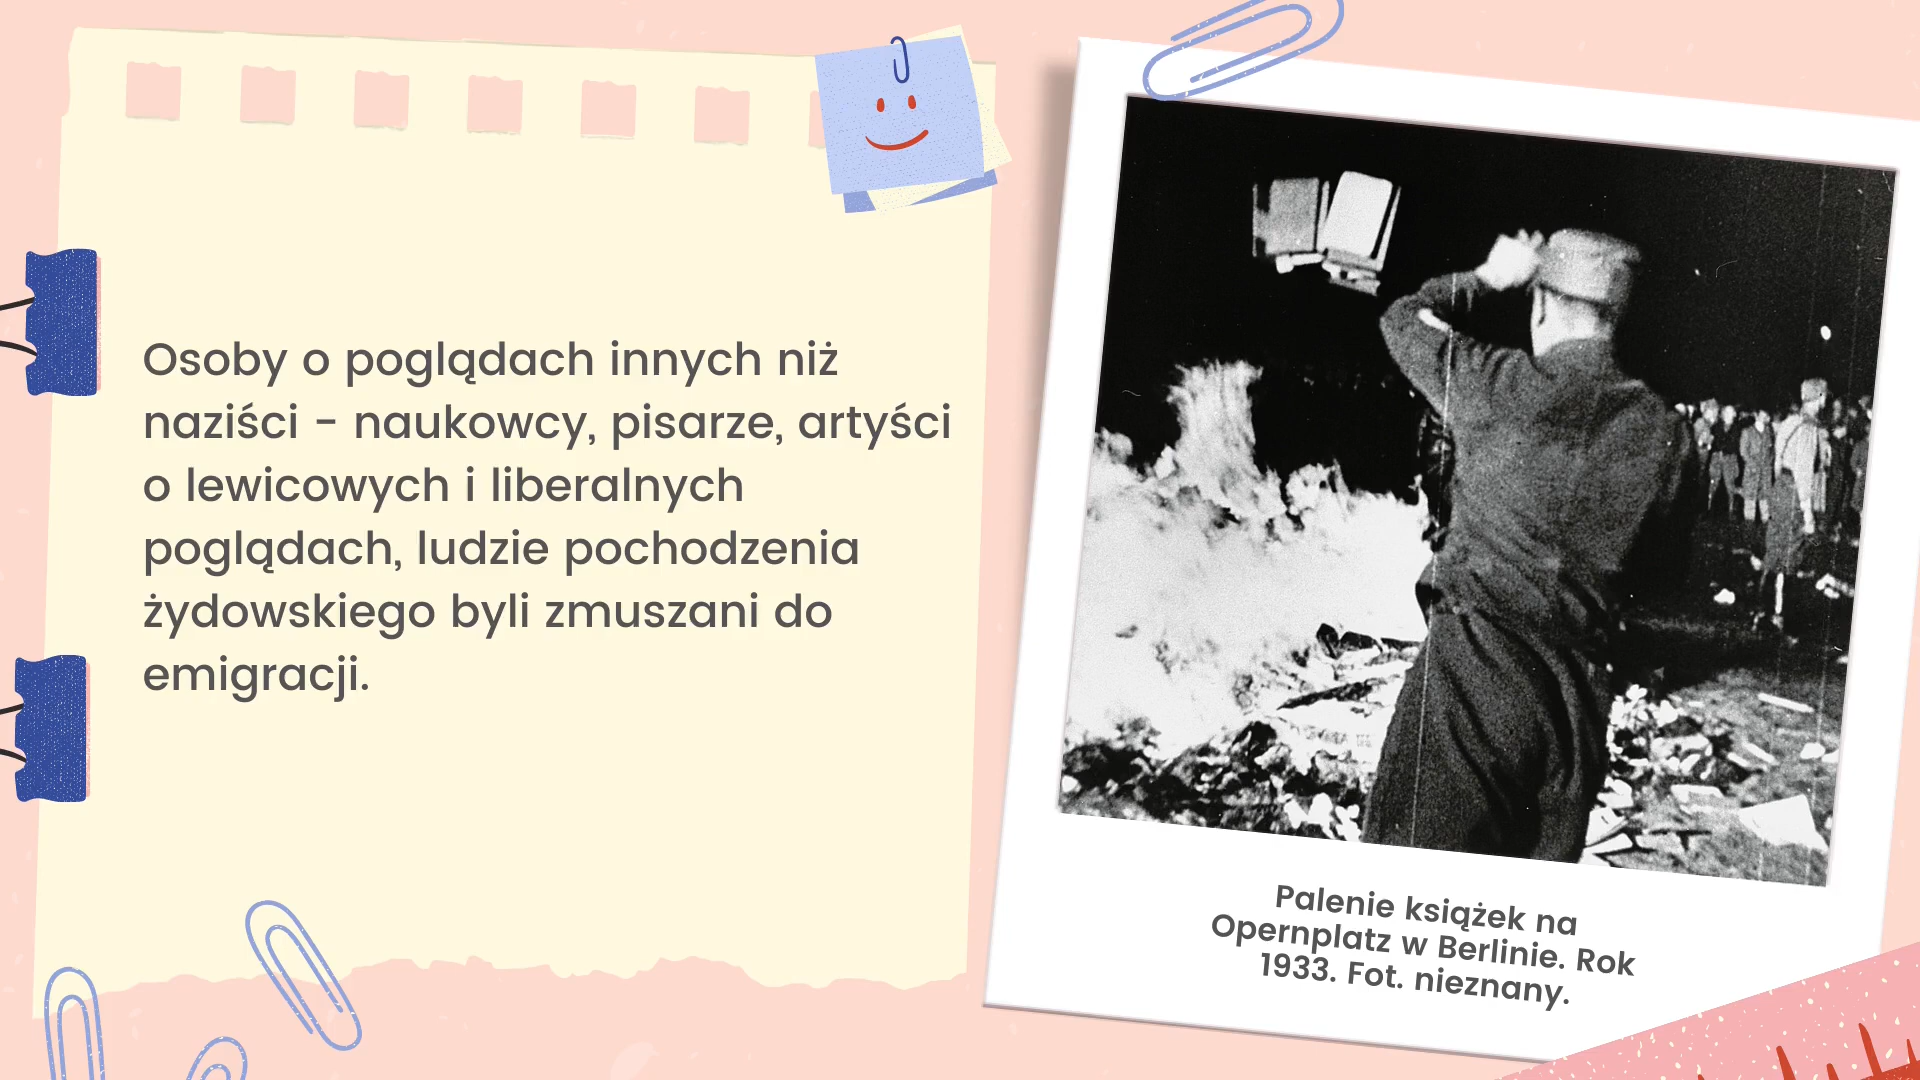 Osoby o poglądach innych niż
naziści - naukowcy, pisarze, artyści
o lewicowych i liberalnych
poglądach, ludzie pochodzenia
żydowskiego byli zmuszani do
emigracji.
Palenie książek na
Opernplatz w Berlinie. Rok
1933. Fot. nieznany.